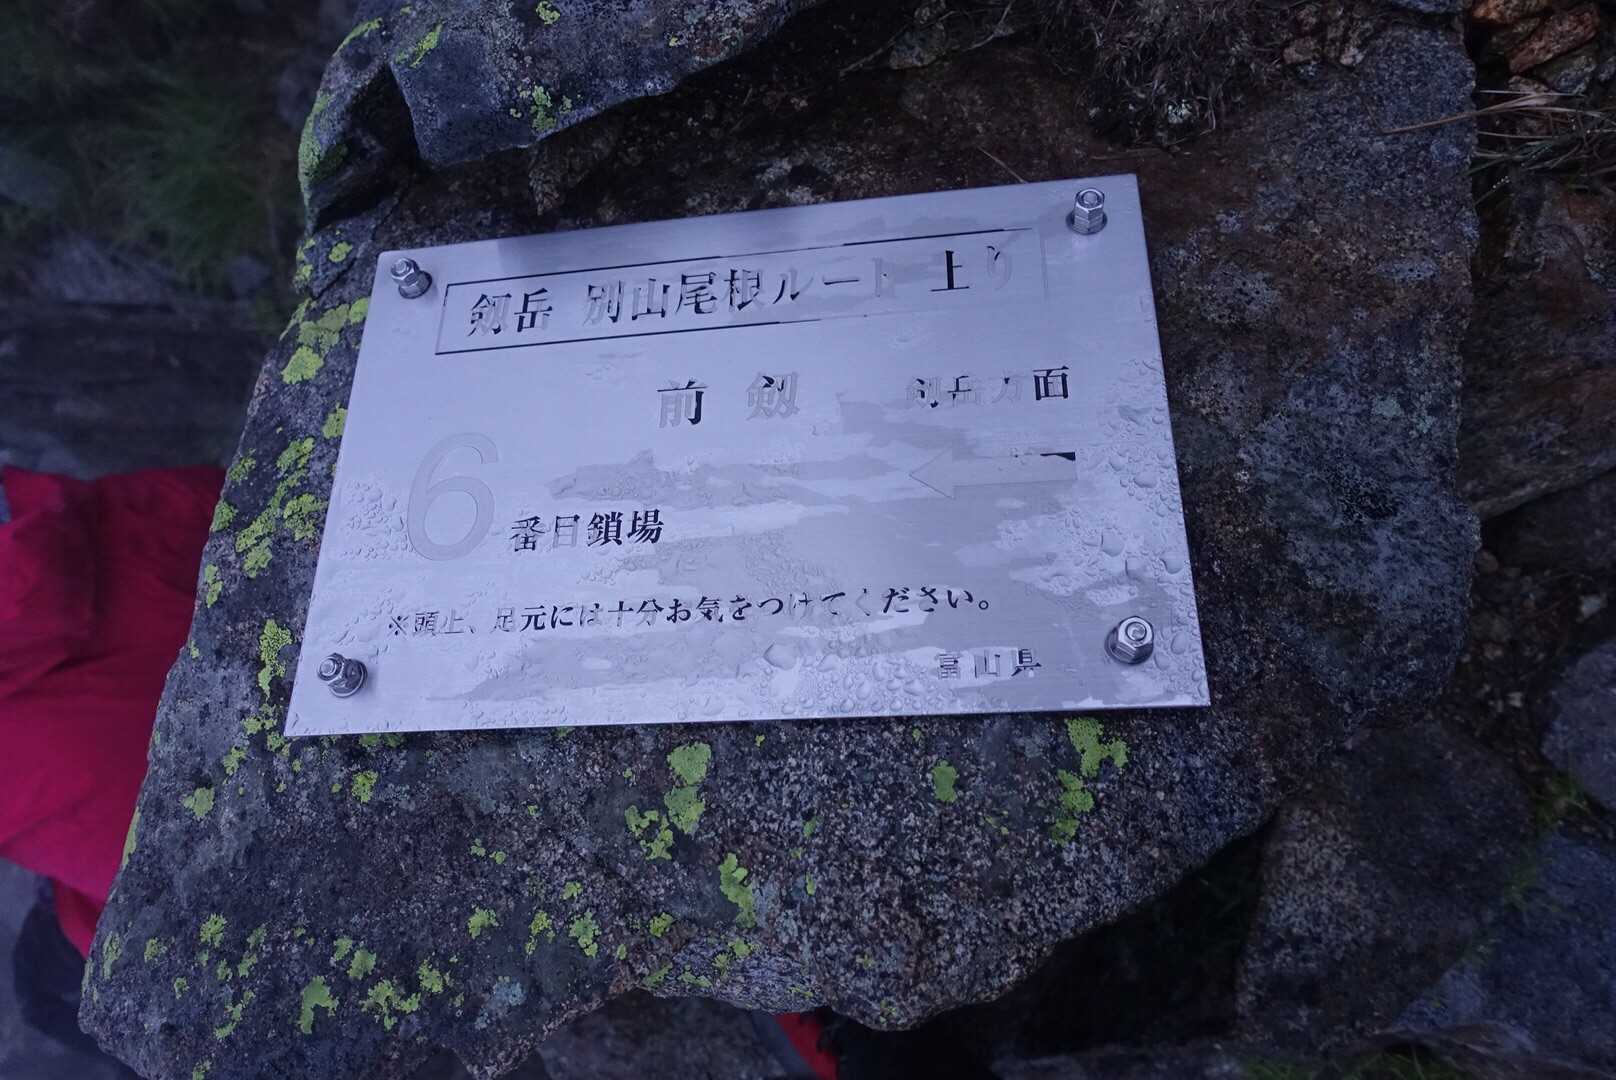 剱岳 別山尾根ルート 上り
前 剱 剱岳方面
6番目鎖場
※頭上、足元には十分お気をつけてください。
富山県